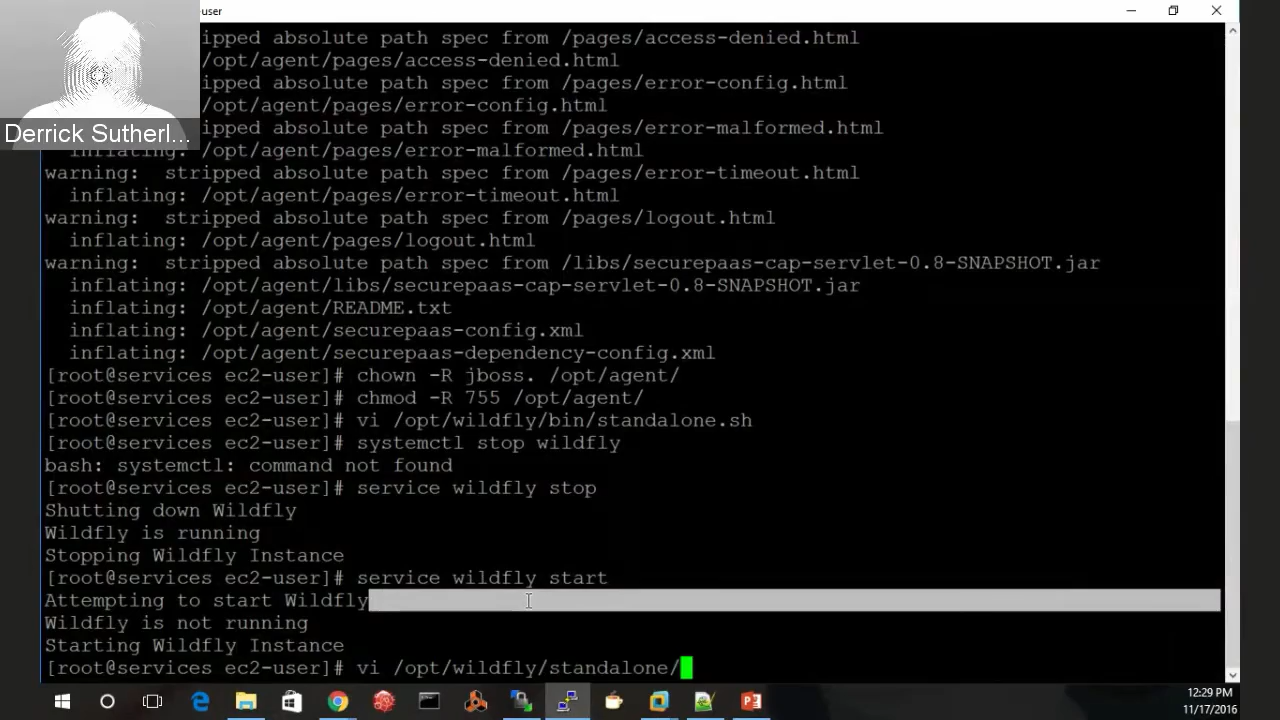 -user
ipped absolute path spec from /pages/access-denied.html
/opt/agent/pages/access-denied.html
ipped absolute path spec from /pages/error-config.html
/opt/agent/pages/error-config.html
Derrick Sutherl...
ipped absolute path spec from /pages/error-malformed.html
inflating: /opt/agent/pages/error-malformed.html
warning:  stripped absolute path spec from /pages/error-timeout.html
  inflating: /opt/agent/pages/error-timeout.html
warning:  stripped absolute path spec from /pages/logout.html
  inflating: /opt/agent/pages/logout.html
warning:  stripped absolute path spec from /libs/securepaas-cap-servlet-0.8-SNAPSHOT.jar
  inflating: /opt/agent/libs/securepaas-cap-servlet-0.8-SNAPSHOT.jar
  inflating: /opt/agent/README.txt
  inflating: /opt/agent/securepaas-config.xml
  inflating: /opt/agent/securepaas-dependency-config.xml
[root@services ec2-user]# chown -R jboss. /opt/agent/
[root@services ec2-user]# chmod -R 755 /opt/agent/
[root@services ec2-user]# vi /opt/wildfly/bin/standalone.sh
[root@services ec2-user]# systemctl stop wildfly
bash: systemctl: command not found
[root@services ec2-user]# service wildfly stop
Shutting down Wildfly
Wildfly is running
Stopping Wildfly Instance
[root@services ec2-user]# service wildfly start
Attempting to start Wildfly
Wildfly is not running
Starting Wildfly Instance
[root@services ec2-user]# vi /opt/wildfly/standalone/
12:29 PM
11/17/2016